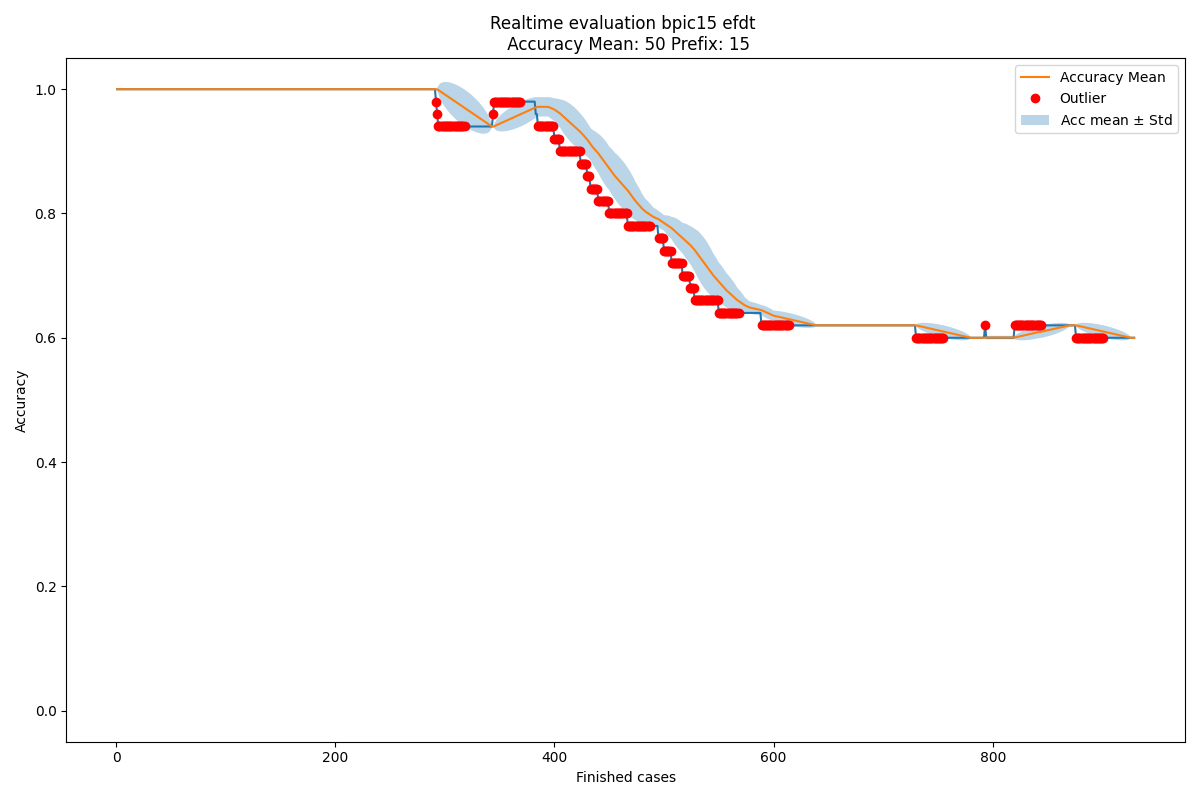 Realtime evaluation bpic15 efdt
Accuracy Mean: 50 Prefix: 15
Accuracy Mean
Outlier
Acc mean ± Std
1.0
0.8
0.6
0.4
0.2
0.0
Accuracy
0 200 400 600 800
Finished cases